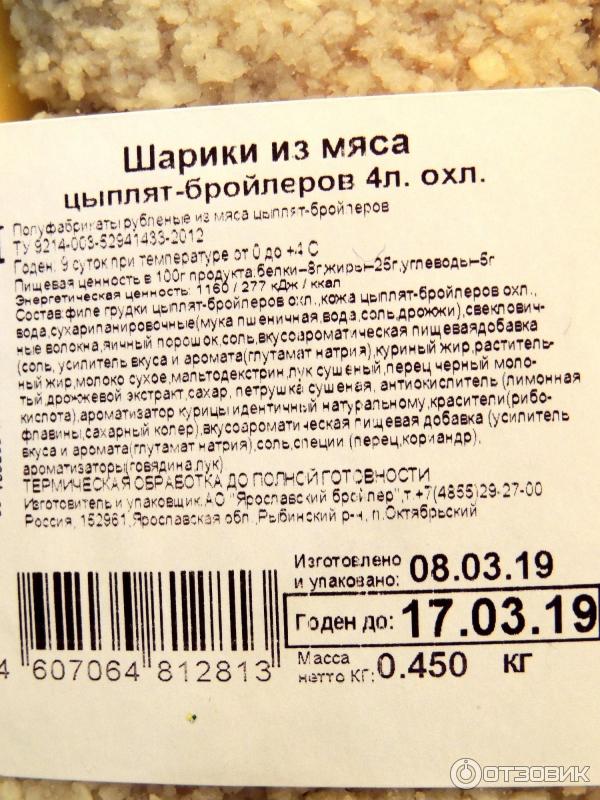 Шарики из мяса
цыплят-бройлеров 4л. охл.
Полуфабрикаты рубленые из мяса цыплят-бройлеров
ТУ 9214-003-52941433-2012
Годен: 9 суток при температуре от 0 до +4 С
Пищевая ценность в 100г продукта:белки–8г,жиры–25г,углеводы–5г
Энергетическая ценность: 1160 / 277 кДж / ккал
Состав:филе грудки цыплят-бройлеров охл.,кожа цыплят-бройлеров охл.,
вода,сухарипанировочные(мука пшеничная,вода,соль,дрожжи),свеклович-
ные волокна,яичный порошок,соль,вкусоароматическая пищеваядобавка
(соль, усилитель вкуса и аромата(глутамат натрия),куриный жир,раститель-
ный жир,молоко сухое,мальтодекстрин,лук сушеный,перец черный моло-
тый,дрожжевой экстракт,сахар, петрушка сушеная, антиокислитель (лимонная
кислота),ароматизатор курицы идентичный натуральному,красители(рибо-
флавины,сахарный колер),вкусоароматическая пищевая добавка (усилитель
вкуса и аромата(глутамат натрия),соль,специи (перец,кориандр),
ароматизаторы(говядина,лук)
ТЕРМИЧЕСКАЯ ОБРАБОТКА ДО ПОЛНОЙ ГОТОВНОСТИ
Изготовитель и упаковщик:АО "Ярославский бройлер",т.+7(4855)29-27-00
Россия, 152961,Ярославская обл.,Рыбинский р-н, п.Октябрьский
Изготовлено
и упаковано: 08.03.19
Годен до: 17.03.19
Масса
нетто КГ: 0.450 кг
4 607064 812813
ОТЗОВИК